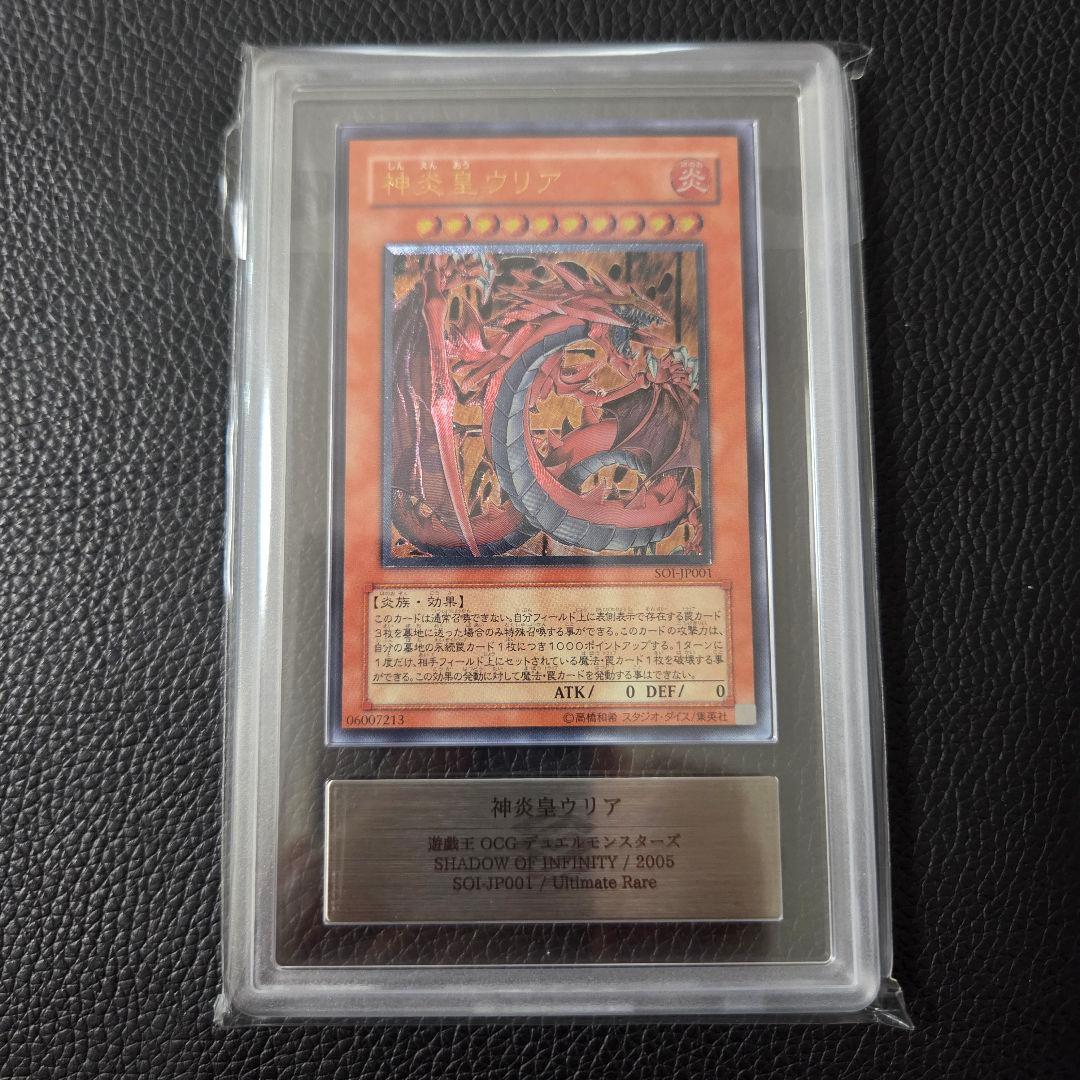 神炎皇ウリア
炎
SOI-JP001
【炎族・効果】
このカードは通常召喚できない。自分フィールド上に表側表示で存在する罠カード
3枚を墓地に送った場合のみ特殊召喚する事ができる。このカードの攻撃力は、
自分の墓地の永続罠カード1枚につき1000ポイントアップする。1ターンに
1度だけ、相手フィールド上にセットされている魔法・罠カード1枚を破壊する事
ができる。この効果の発動に対して魔法・罠カードを発動する事はできない。
ATK/ 0 DEF/ 0
06007213 ©高橋和希 スタジオ・ダイス/集英社
神炎皇ウリア
遊戯王 OCG デュエルモンスターズ
SHADOW OF INFINITY / 2005
SOI-JP001 / Ultimate Rare